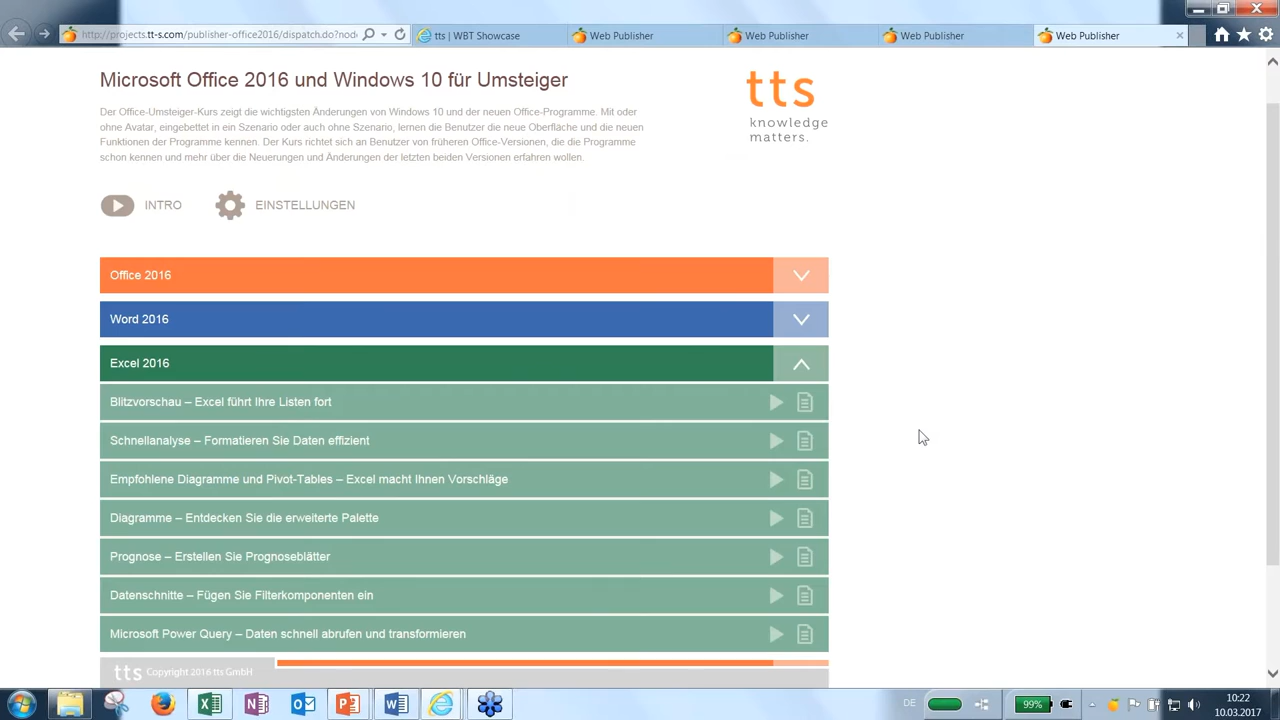 http://projects.tt-s.com/publisher-office2016/dispatch.do?node
tts | WBT Showcase
Web Publisher
Web Publisher
Web Publisher
Web Publisher
Microsoft Office 2016 und Windows 10 für Umsteiger
tts
knowledge
matters.
Der Office-Umsteiger-Kurs zeigt die wichtigsten Änderungen von Windows 10 und der neuen Office-Programme. Mit oder
ohne Avatar, eingebettet in ein Szenario oder auch ohne Szenario, lernen die Benutzer die neue Oberfläche und die neuen
Funktionen der Programme kennen. Der Kurs richtet sich an Benutzer von früheren Office-Versionen, die die Programme
schon kennen und mehr über die Neuerungen und Änderungen der letzten beiden Versionen erfahren wollen.
INTRO
EINSTELLUNGEN
Office 2016
Word 2016
Excel 2016
Blitzvorschau – Excel führt Ihre Listen fort
Schnellanalyse – Formatieren Sie Daten effizient
Empfohlene Diagramme und Pivot-Tables – Excel macht Ihnen Vorschläge
Diagramme – Entdecken Sie die erweiterte Palette
Prognose – Erstellen Sie Prognoseblätter
Datenschnitte – Fügen Sie Filterkomponenten ein
Microsoft Power Query – Daten schnell abrufen und transformieren
tts Copyright 2016 tts GmbH
DE
99%
10:22
10.03.2017